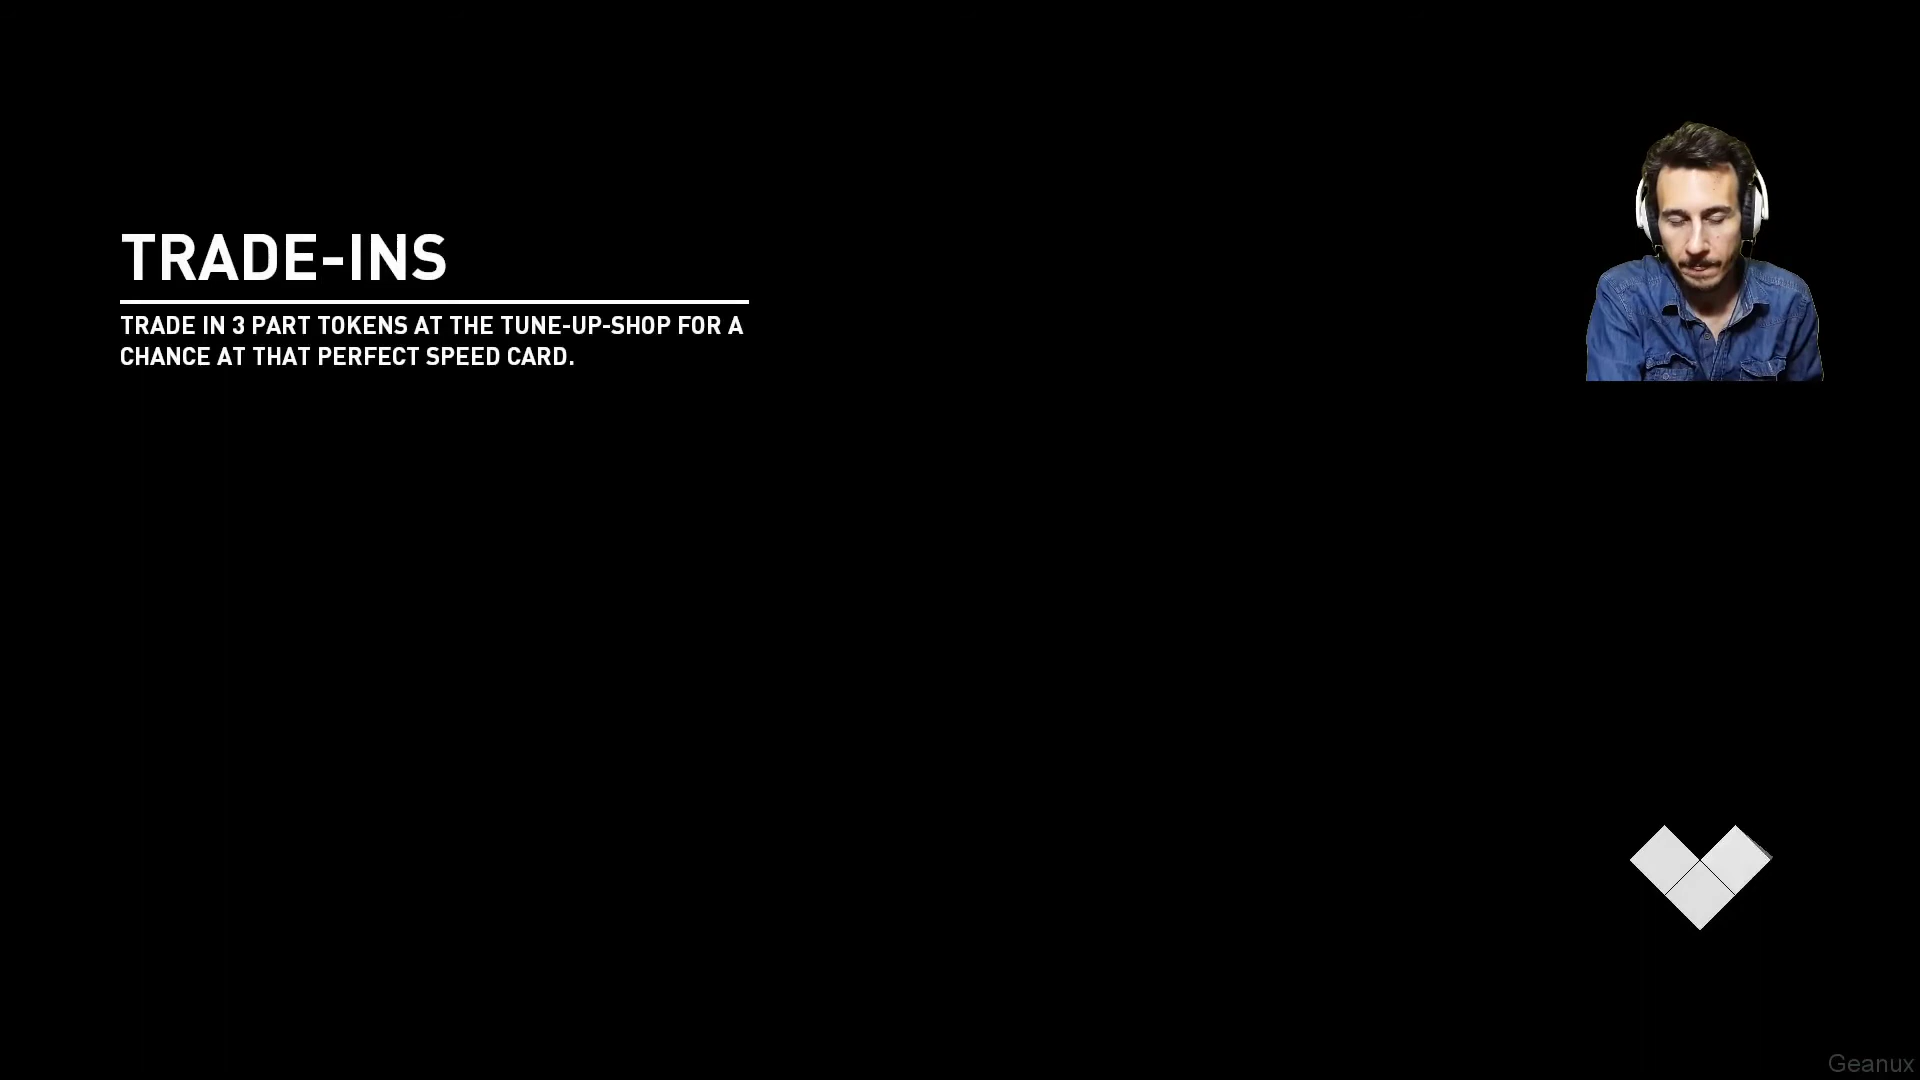 TRADE-INS
TRADE IN 3 PART TOKENS AT THE TUNE-UP-SHOP FOR A
CHANCE AT THAT PERFECT SPEED CARD.
Geanux